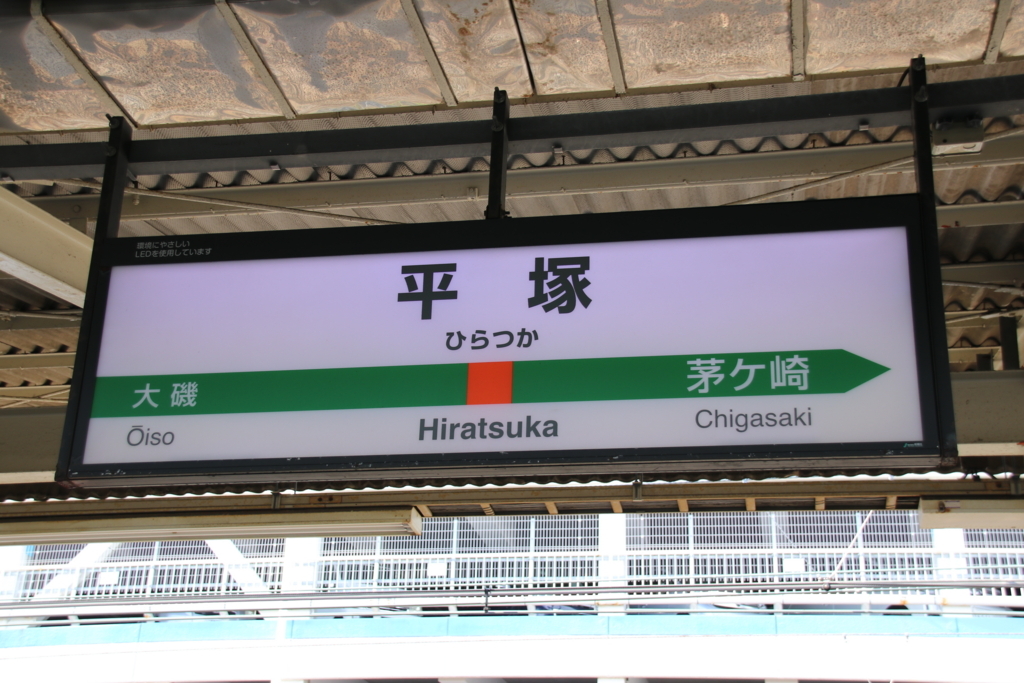 環境にやさしい
LEDを使用しています
平塚
ひらつか
大磯 茅ケ崎
Ōiso Hiratsuka Chigasaki